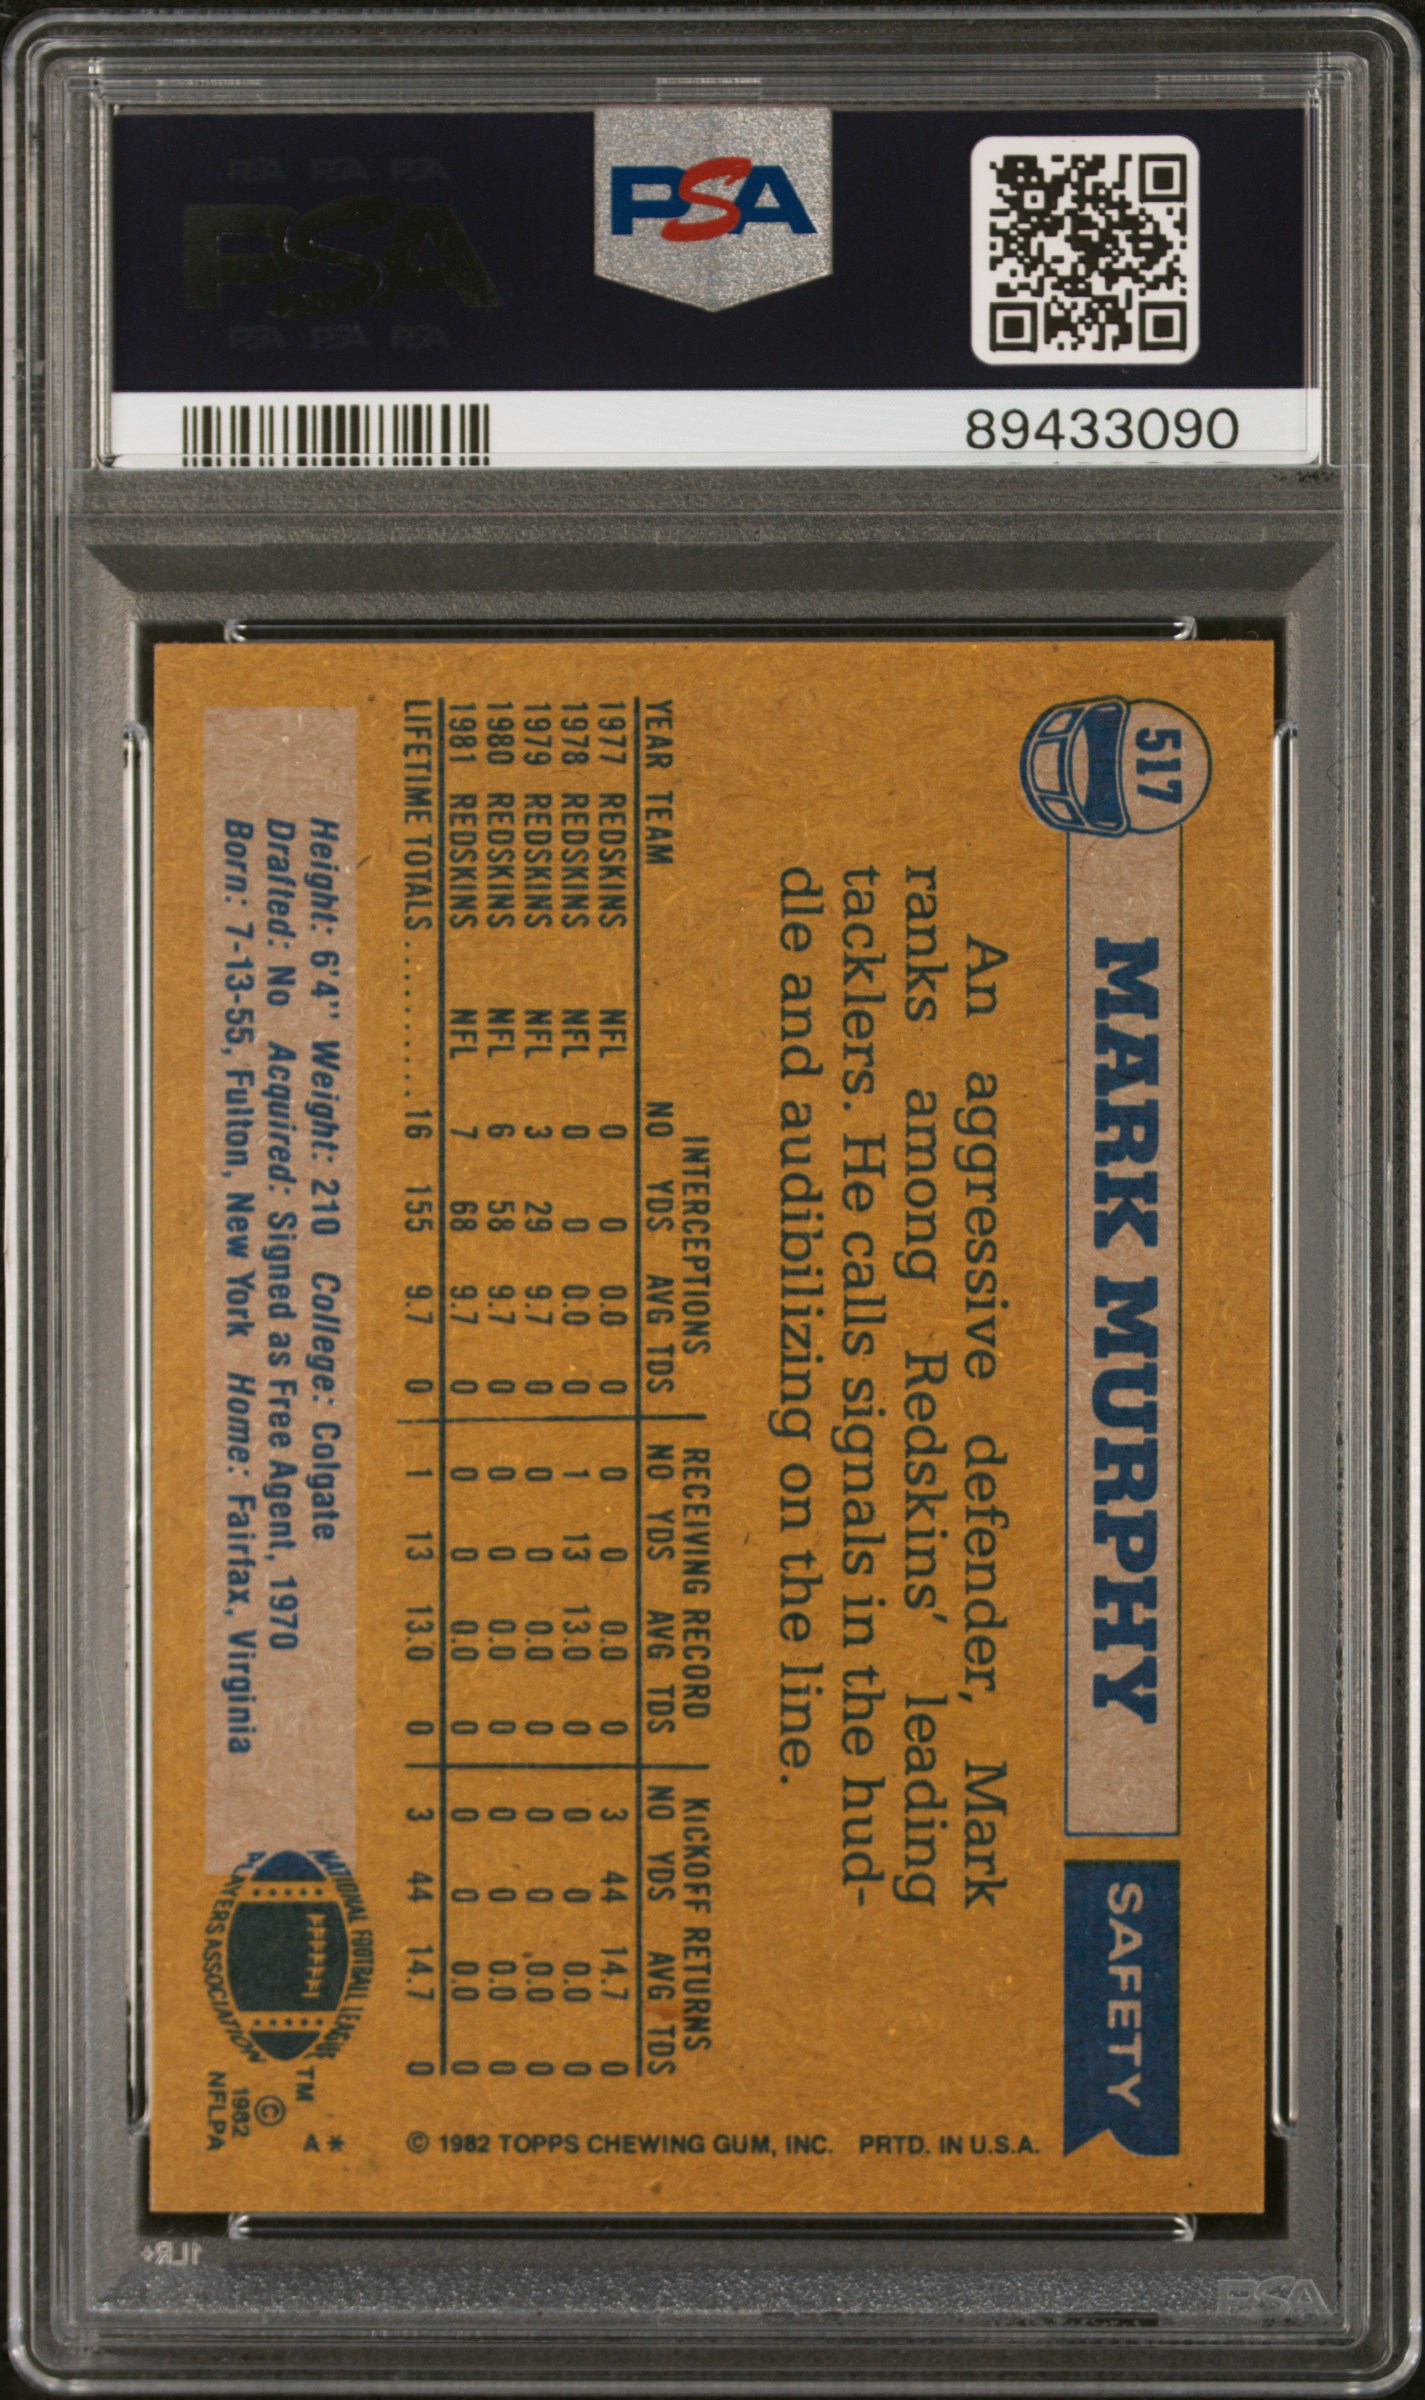 PSA PSA PSA
PSA
PSA PSA PSA
PSA
89433090
517
MARK MURPHY
SAFETY
An aggressive defender, Mark
ranks among Redskins' leading
tacklers. He calls signals in the hud-
dle and audibilizing on the line.
INTERCEPTIONS RECEIVING RECORD KICKOFF RETURNS
YEAR TEAM NO YDS AVG TDS NO YDS AVG TDS NO YDS AVG TDS
1977 REDSKINS NFL 0 0 0.0 0 0 0 0.0 0 3 44 14.7 0
1978 REDSKINS NFL 0 0 0.0 0 1 13 13.0 0 0 0 0.0 0
1979 REDSKINS NFL 3 29 9.7 0 0 0 0.0 0 0 0 0.0 0
1980 REDSKINS NFL 6 58 9.7 0 0 0 0.0 0 0 0 0.0 0
1981 REDSKINS NFL 7 68 9.7 0 0 0 0.0 0 0 0 0.0 0
LIFETIME TOTALS......... 16 155 9.7 0 1 13 13.0 0 3 44 14.7 0
Height: 6'4" Weight: 210 College: Colgate
Drafted: No Acquired: Signed as Free Agent, 1970
Born: 7-13-55, Fulton, New York Home: Fairfax, Virginia
NATIONAL FOOTBALL LEAGUE
PLAYERS ASSOCIATION
TM
©
1982
NFLPA
A*
© 1982 TOPPS CHEWING GUM, INC. PRTD. IN U.S.A.
1LR+
PSA